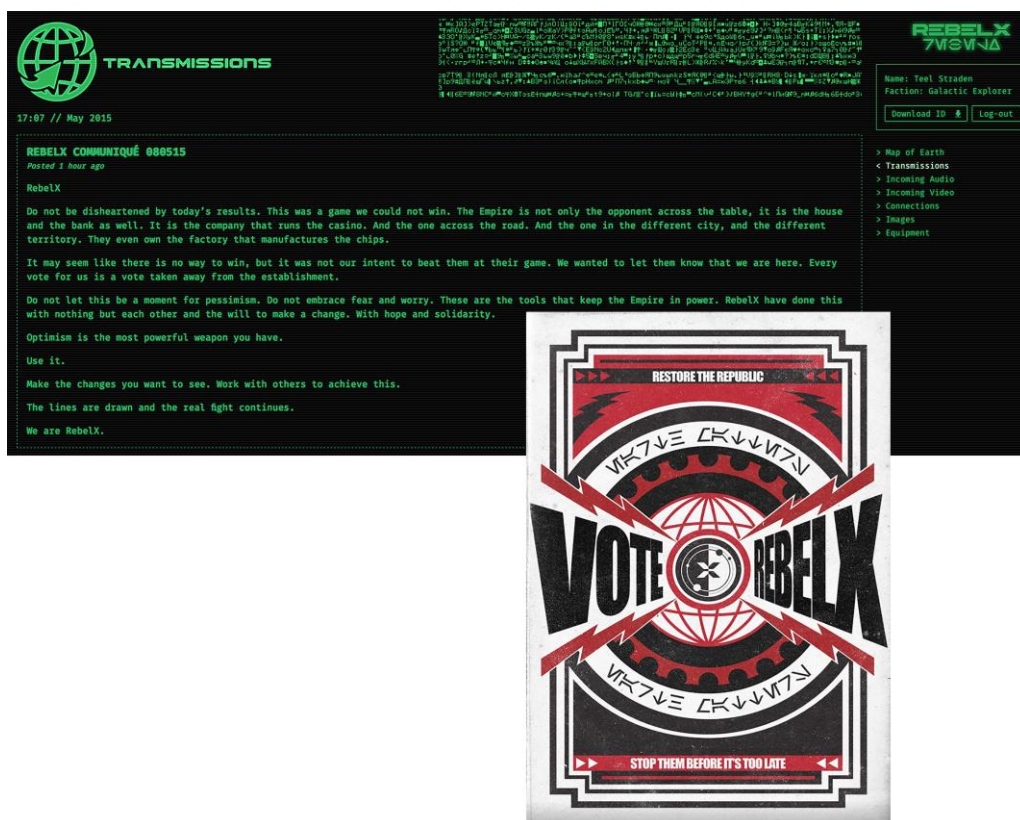 TRANSMISSIONS
REBELX
17:07 // May 2015
Name: Teel Straden
Faction: Galactic Explorer
Download ID
Log-out
> Map of Earth
< Transmissions
> Incoming Audio
> Incoming Video
> Connections
> Images
> Equipment
REBELX COMMUNIQUÉ 080515
Posted 1 hour ago
RebelX
Do not be disheartened by today's results. This was a game we could not win. The Empire is not only the opponent across the table, it is the house
and the bank as well. It is the company that runs the casino. And the one across the road. And the one in the different city, and the different
territory. They even own the factory that manufactures the chips.
It may seem like there is no way to win, but it was not our intent to beat them at their game. We wanted to let them know that we are here. Every
vote for us is a vote taken away from the establishment.
Do not let this be a moment for pessimism. Do not embrace fear and worry. These are the tools that keep the Empire in power. RebelX have done this
with nothing but each other and the will to make a change. With hope and solidarity.
Optimism is the most powerful weapon you have.
Use it.
Make the changes you want to see. Work with others to achieve this.
The lines are drawn and the real fight continues.
We are RebelX.
RESTORE THE REPUBLIC
VOTE REBELX
STOP THEM BEFORE IT'S TOO LATE